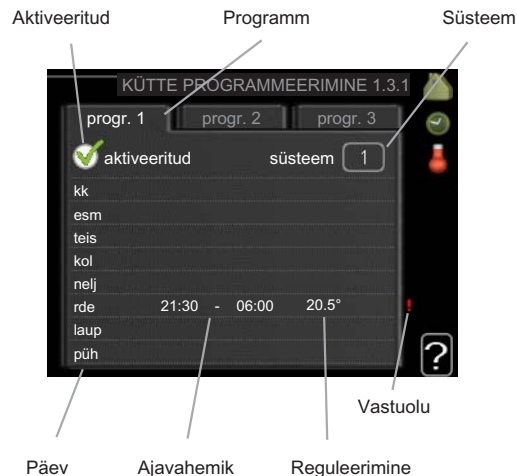 Aktiveeritud Programm Süsteem
KÜTTE PROGRAMMEERIMINE 1.3.1
progr. 1 progr. 2 progr. 3
aktiveeritud süsteem 1
kk
esm
teis
kol
nelj
rde 21:30 - 06:00 20.5° !
laup
püh
?
Vastuolu
Päev Ajavahemik Reguleerimine